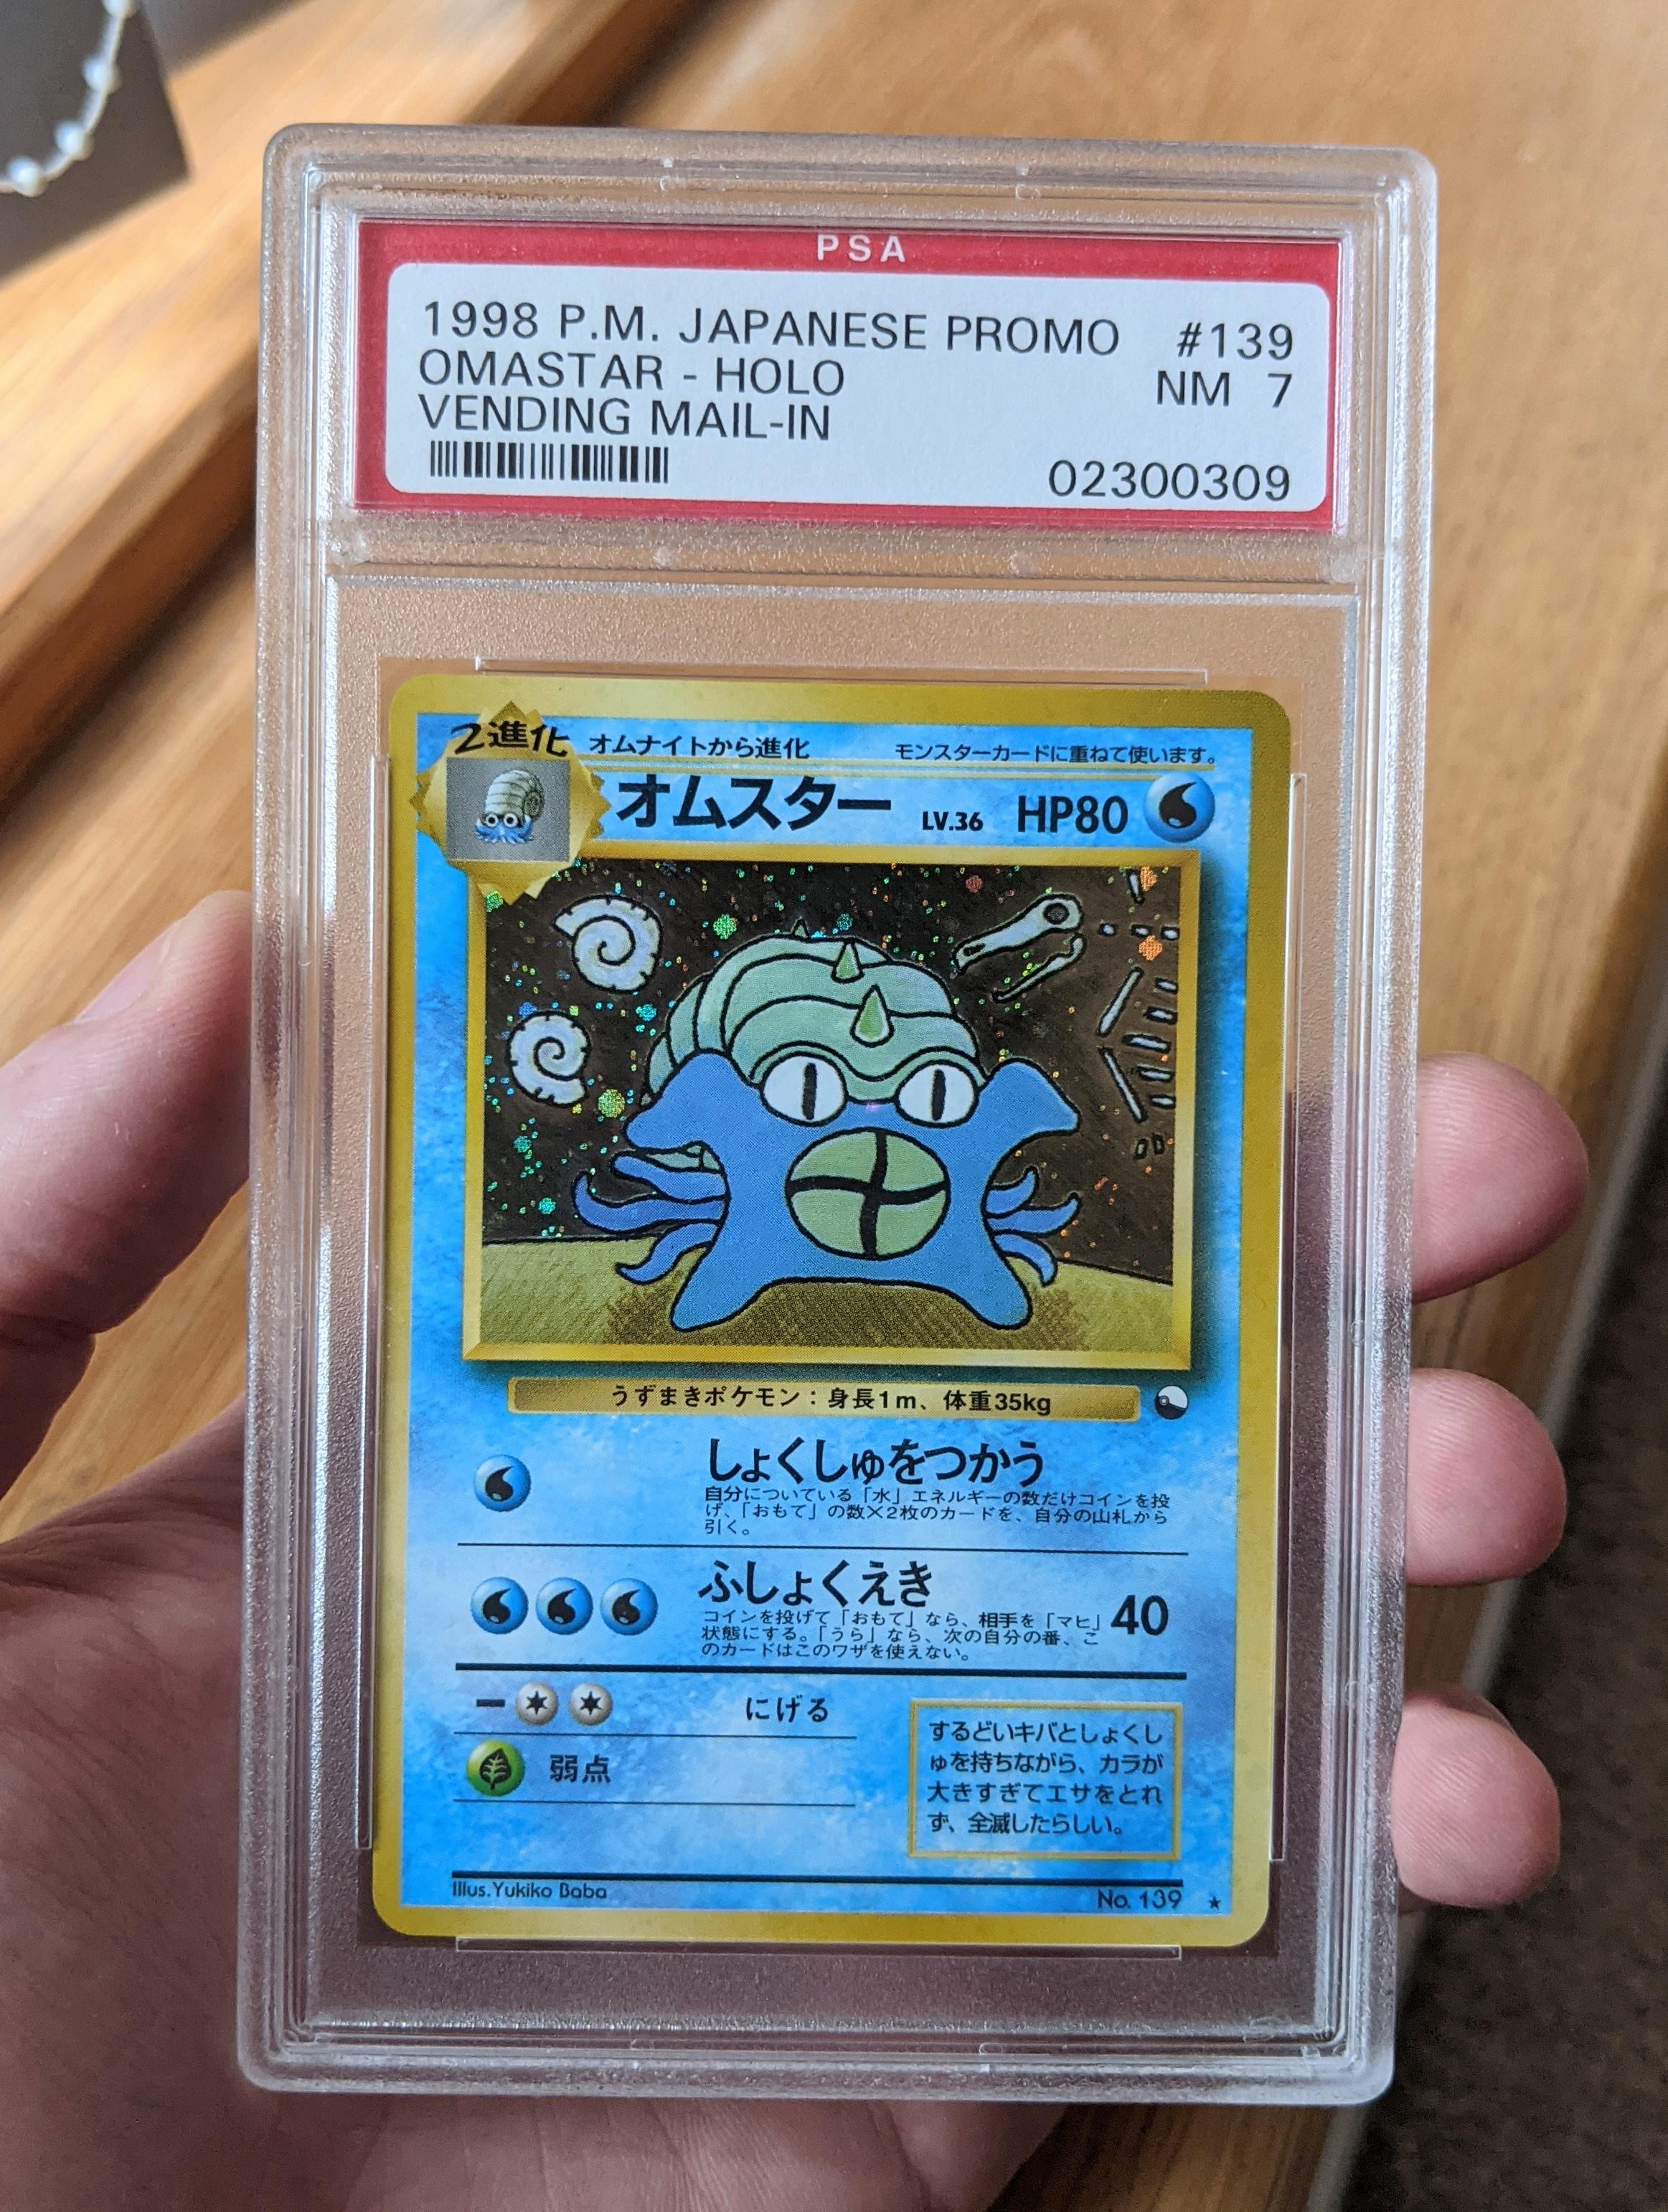 PSA
1998 P.M. JAPANESE PROMO #139
OMASTAR - HOLO NM 7
VENDING MAIL-IN
02300309
2進化 オムナイトから進化 モンスターカードに重ねて使います。
オムスター LV.36 HP80
うずまきポケモン：身長1m、体重35kg
しょくしゅをつかう
自分についている「水」エネルギーの数だけコインを投
げ、「おもて」の数×2枚のカードを、自分の山札から
引く。
ふしょくえき 40
コインを投げて「おもて」なら、相手を「マヒ」
状態にする。「うら」なら、次の自分の番、こ
のカードはこのワザを使えない。
ー にげる
弱点
するどいキバとしょくし
ゅを持ちながら、カラが
大きすぎてエサをとれ
ず、全滅したらしい。
Illus.Yukiko Baba No. 139 ★